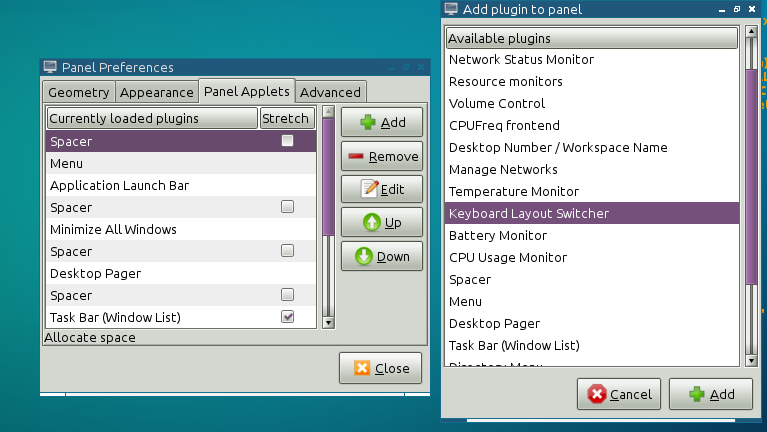 Panel Preferences
Geometry
Appearance
Panel Applets
Advanced
Currently loaded plugins
Stretch
Spacer
Menu
Application Launch Bar
Spacer
Minimize All Windows
Spacer
Desktop Pager
Spacer
Task Bar (Window List)
Allocate space
Add
Remove
Edit
Up
Down
Close
Add plugin to panel
Available plugins
Network Status Monitor
Resource monitors
Volume Control
CPUFreq frontend
Desktop Number / Workspace Name
Manage Networks
Temperature Monitor
Keyboard Layout Switcher
Battery Monitor
CPU Usage Monitor
Spacer
Menu
Desktop Pager
Task Bar (Window List)
Directory Menu
Cancel
Add